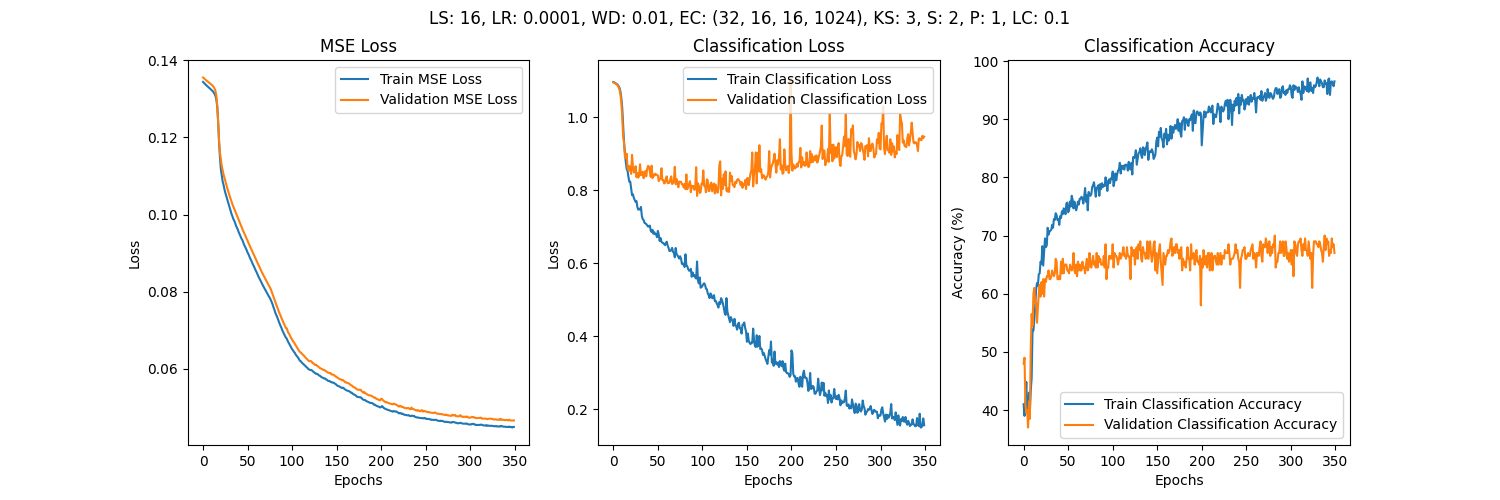 LS: 16, LR: 0.0001, WD: 0.01, EC: (32, 16, 16, 1024), KS: 3, S: 2, P: 1, LC: 0.1
MSE Loss
Loss
0.14
0.12
0.10
0.08
0.06
Train MSE Loss
Validation MSE Loss
0 50 100 150 200 250 300 350
Epochs
Classification Loss
Loss
1.0
0.8
0.6
0.4
0.2
Train Classification Loss
Validation Classification Loss
0 50 100 150 200 250 300 350
Epochs
Classification Accuracy
Accuracy (%)
100
90
80
70
60
50
40
Train Classification Accuracy
Validation Classification Accuracy
0 50 100 150 200 250 300 350
Epochs